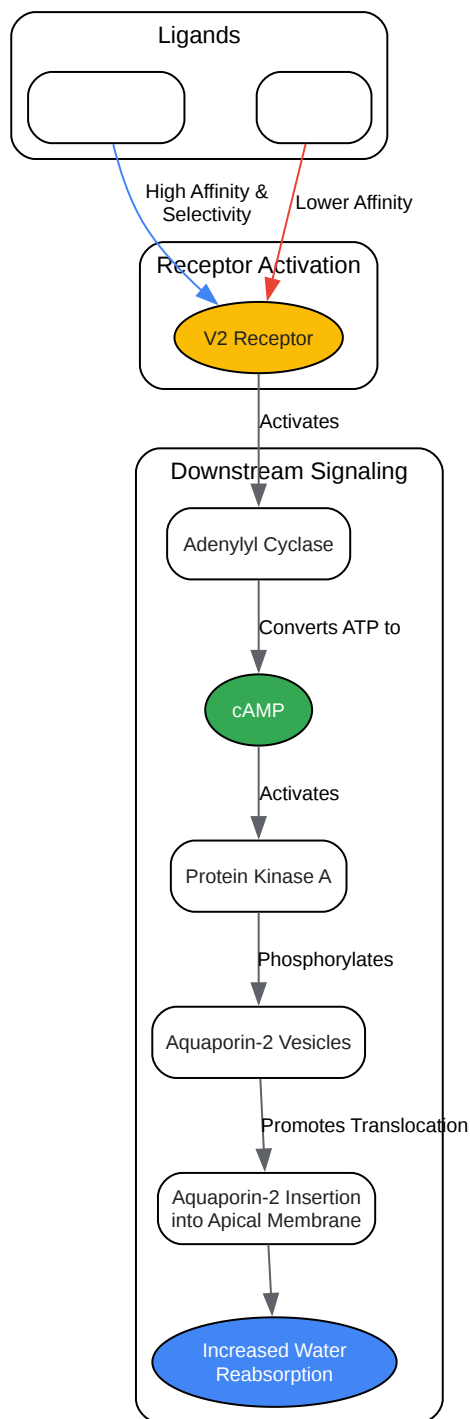 Ligands
High Affinity &
Selectivity
Lower Affinity
Receptor Activation
V2 Receptor
Activates
Downstream Signaling
Adenylyl Cyclase
Converts ATP to
cAMP
Activates
Protein Kinase A
Phosphorylates
Aquaporin-2 Vesicles
Promotes Translocation
Aquaporin-2 Insertion
into Apical Membrane
Increased Water
Reabsorption